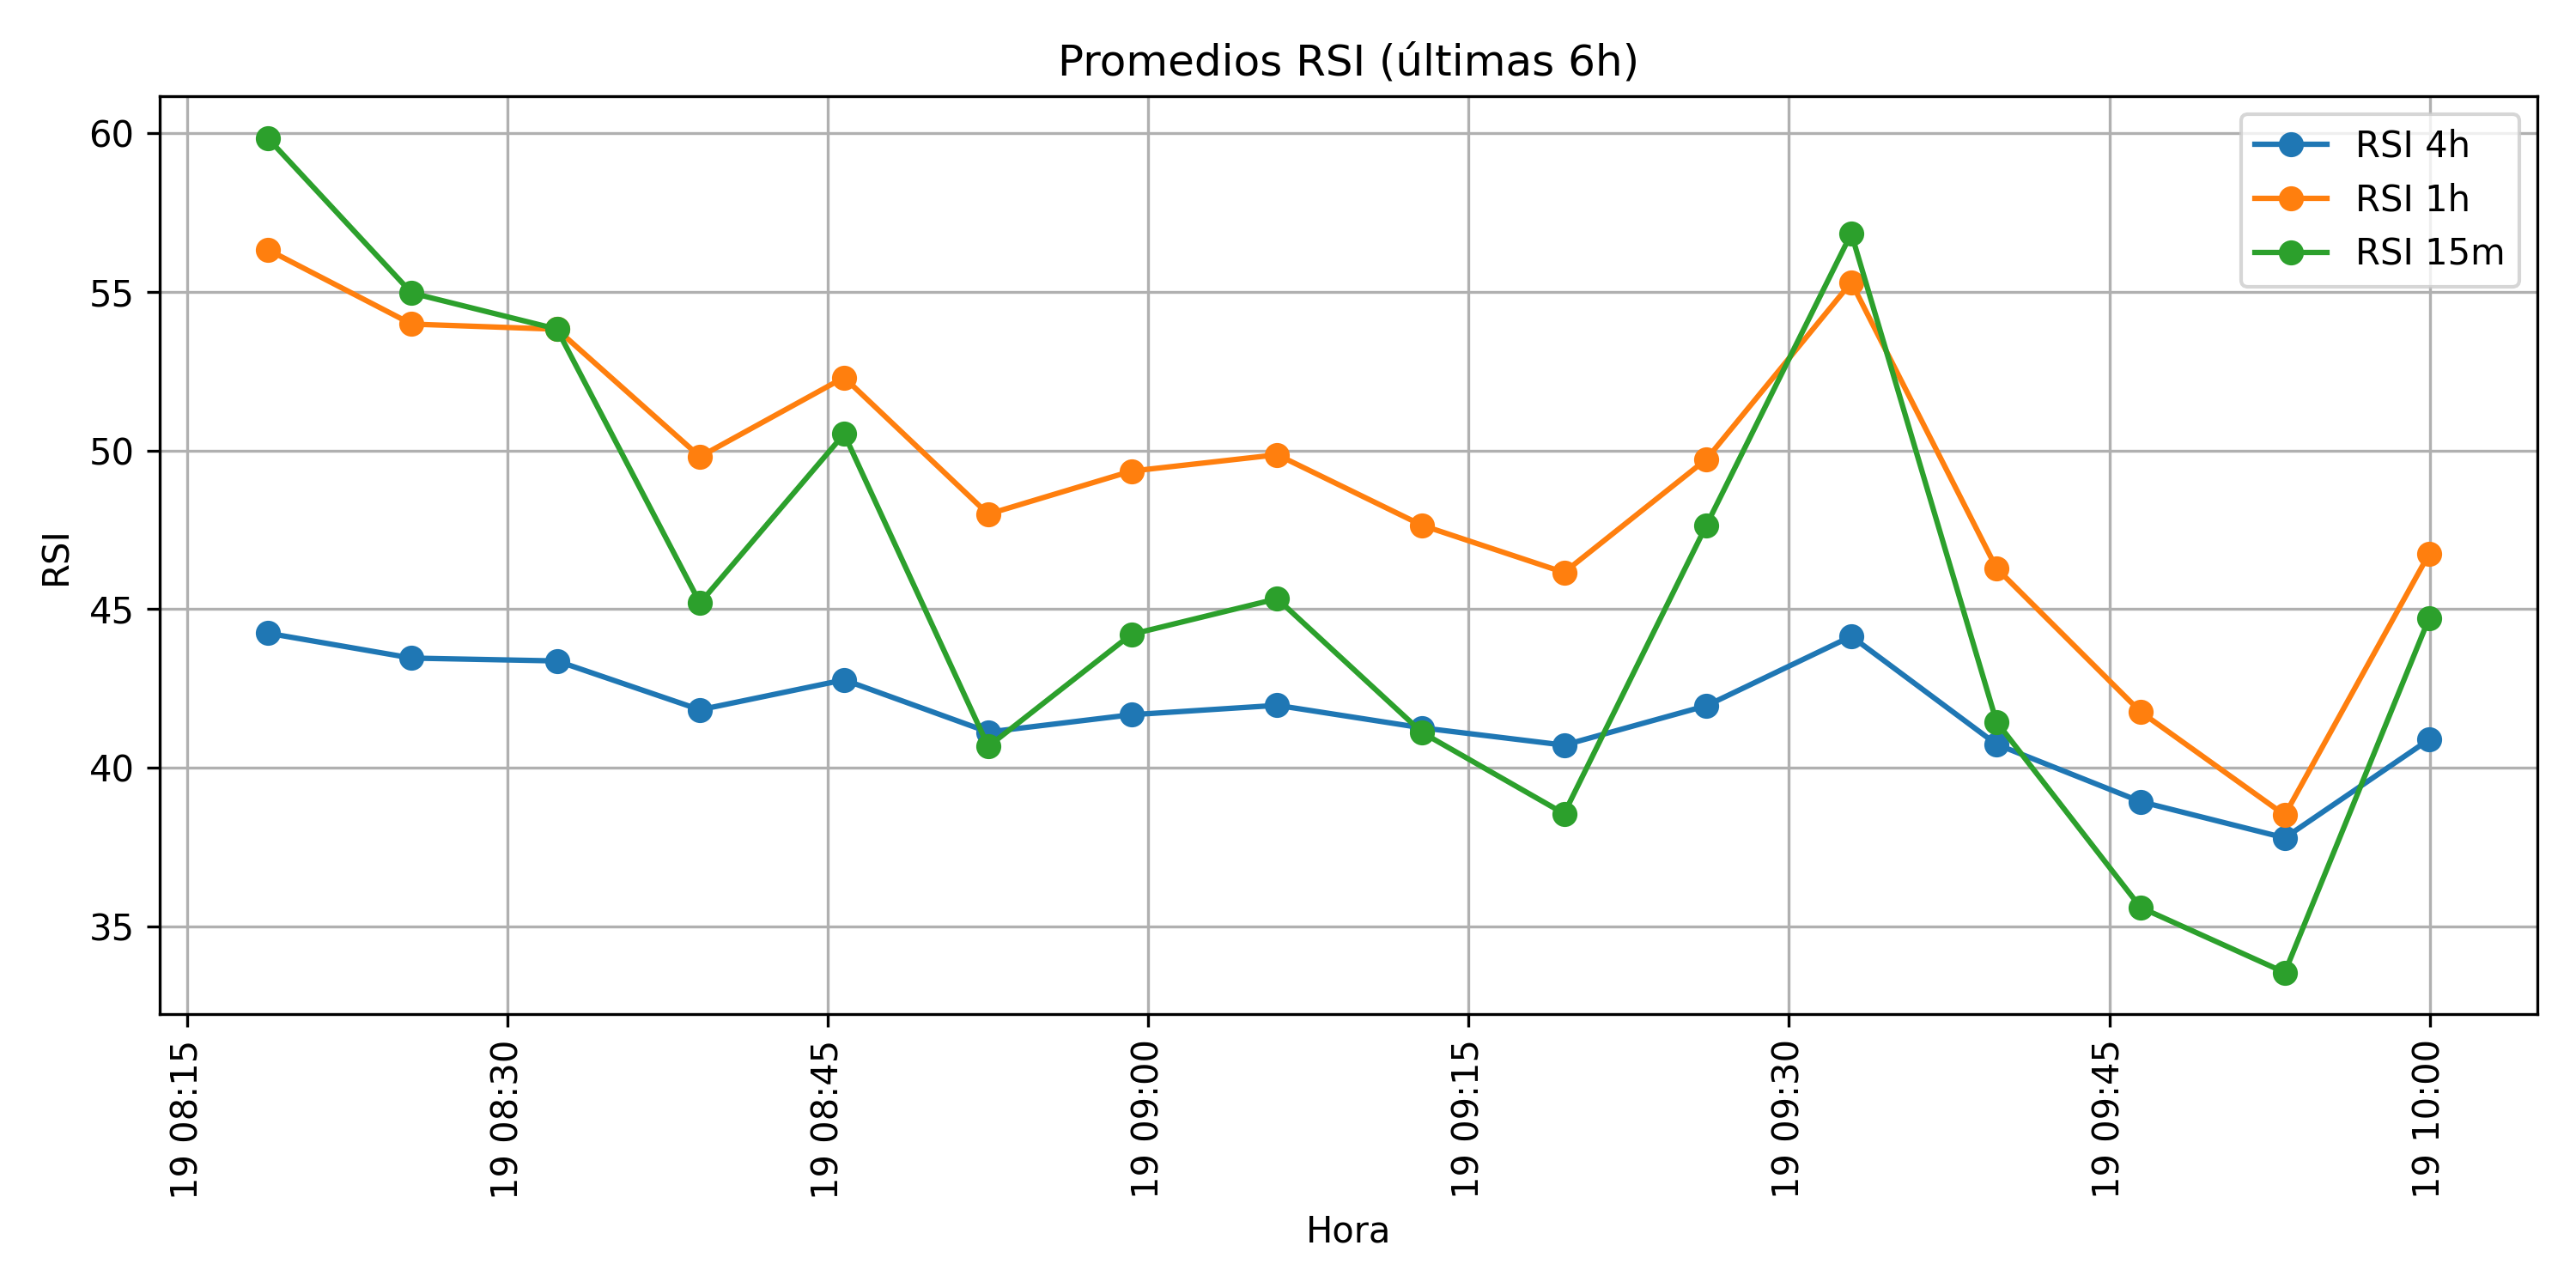 Promedios RSI (últimas 6h)
RSI 4h
RSI 1h
RSI 15m
RSI
60
55
50
45
40
35
19 08:15
19 08:30
19 08:45
19 09:00
19 09:15
19 09:30
19 09:45
19 10:00
Hora